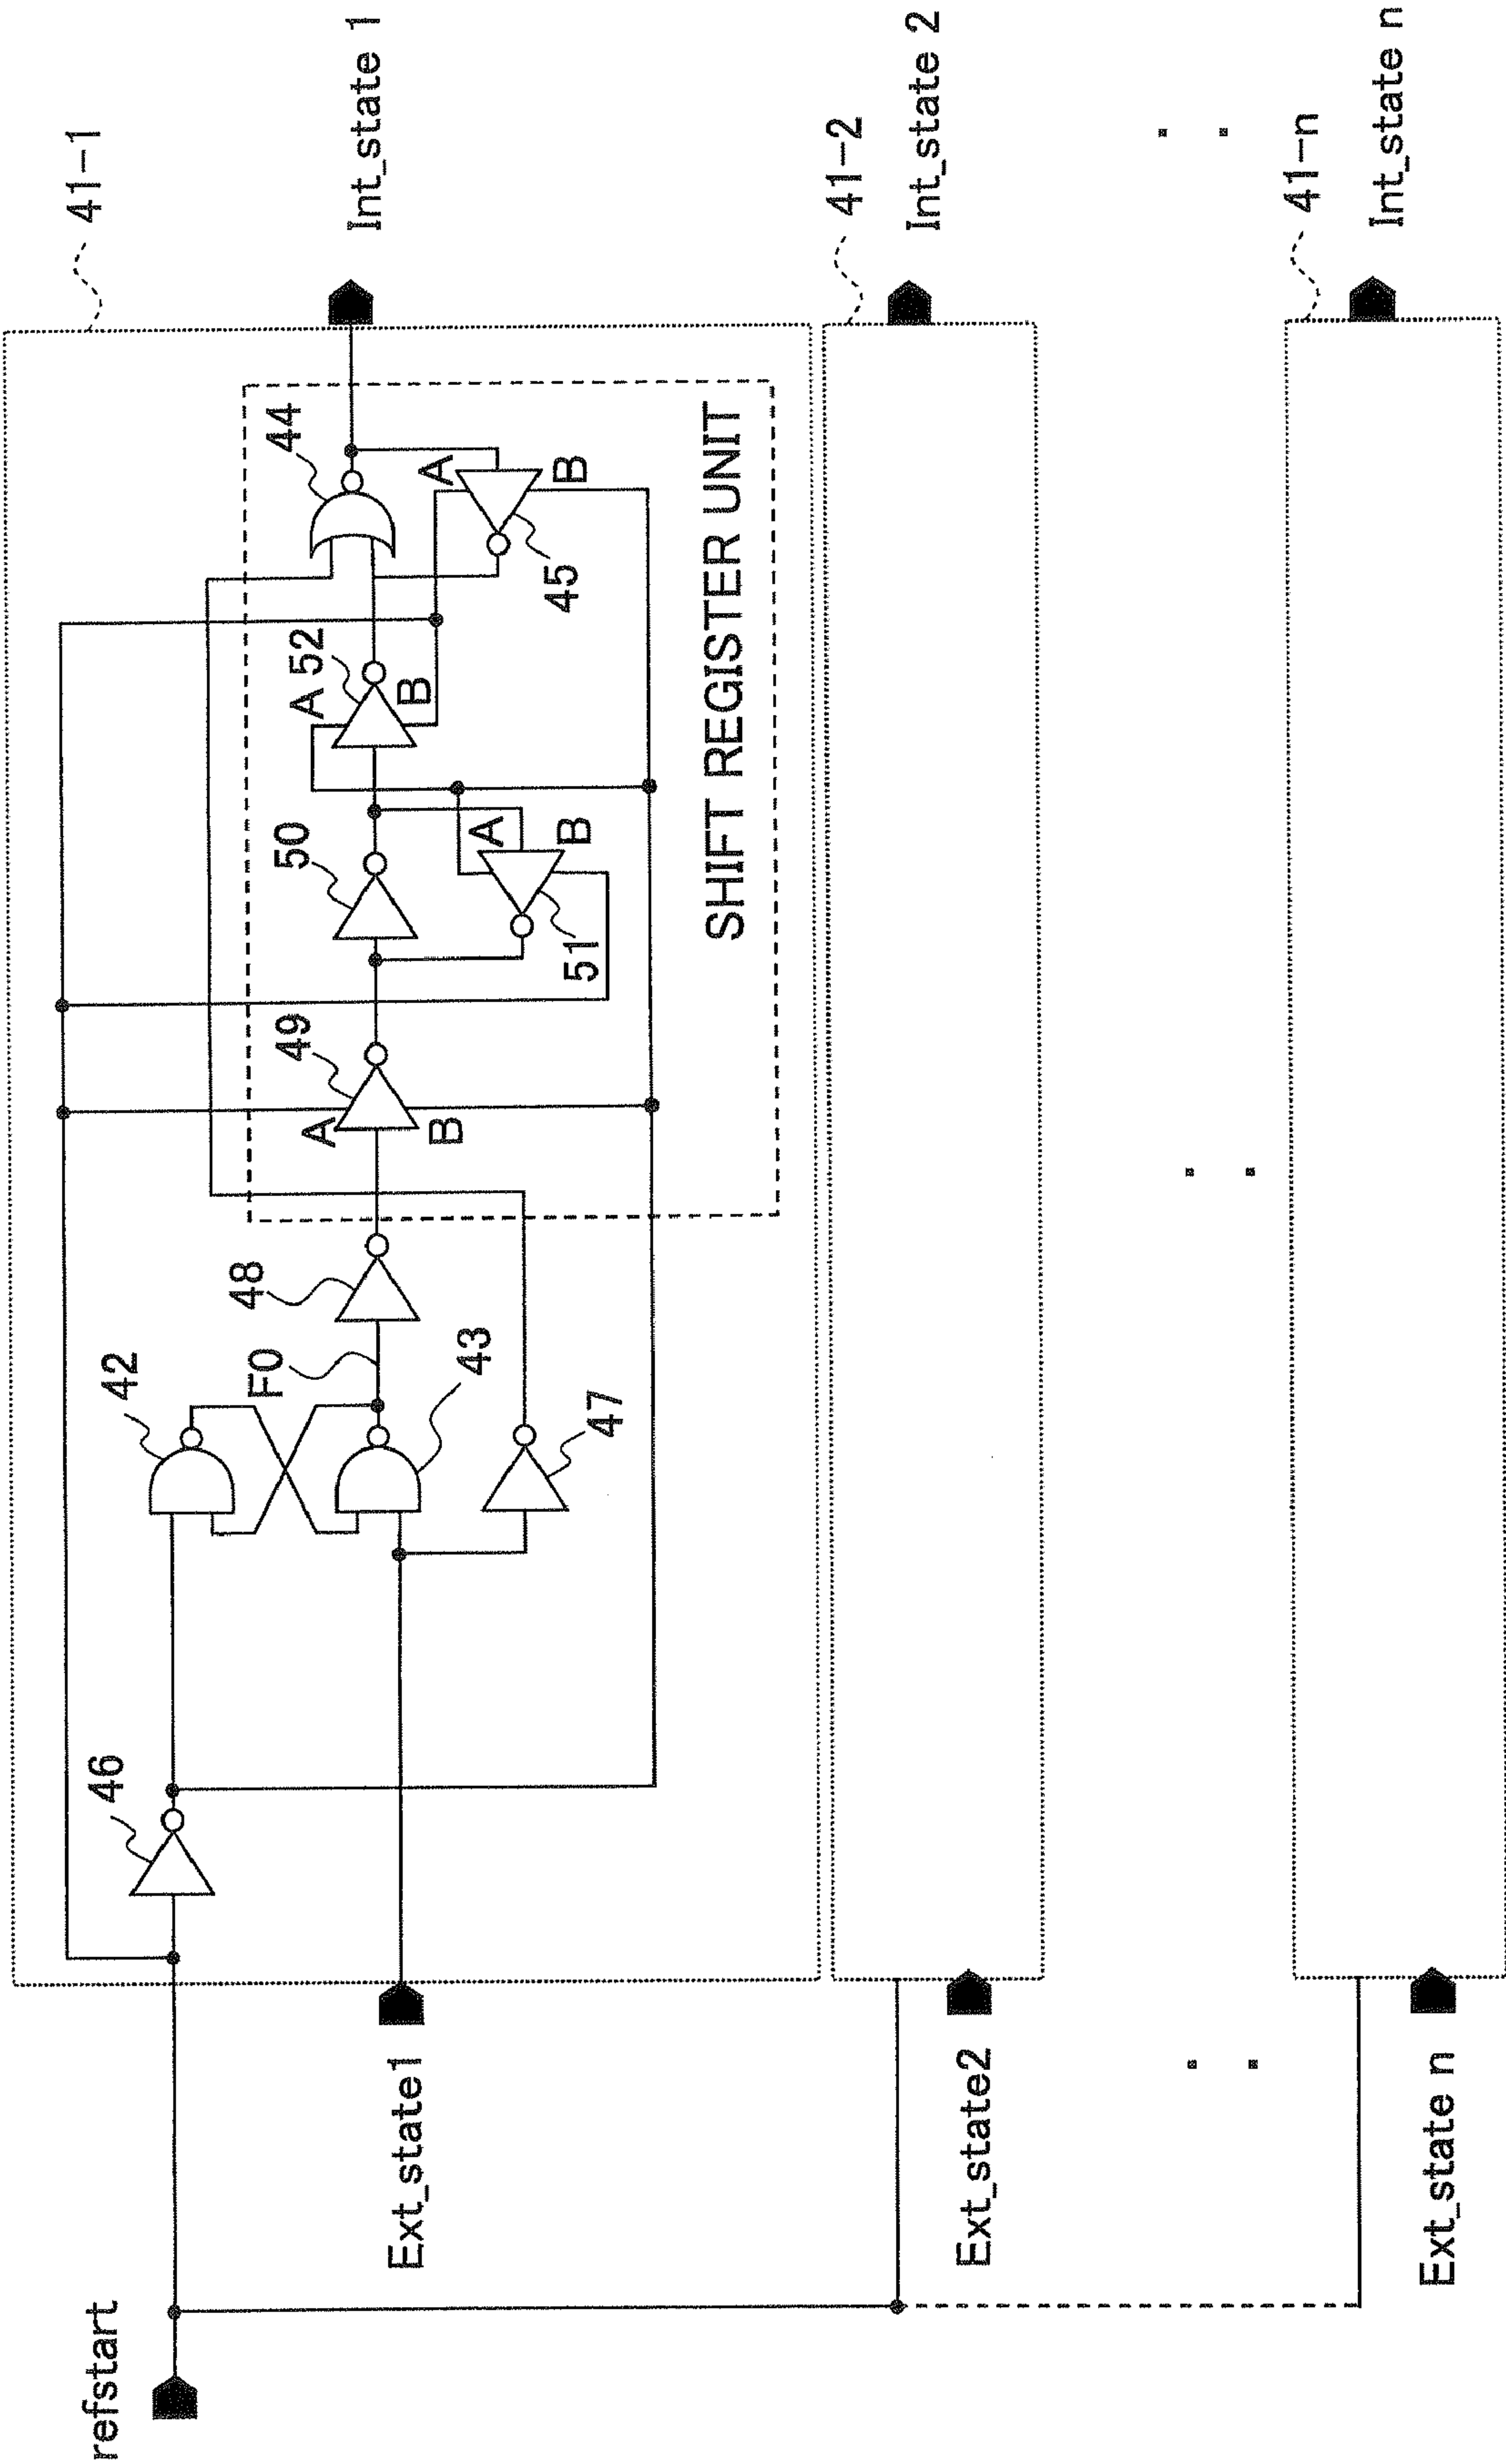 41-1
Int_state 1
44
A
B
45
52
A
B
50
A
B
51
49
A
B
SHIFT REGISTER UNIT
48
F0
42
43
47
46
refstart
Ext_state1
41-2
Int_state 2
Ext_state2
41-n
Int_state n
Ext_state n